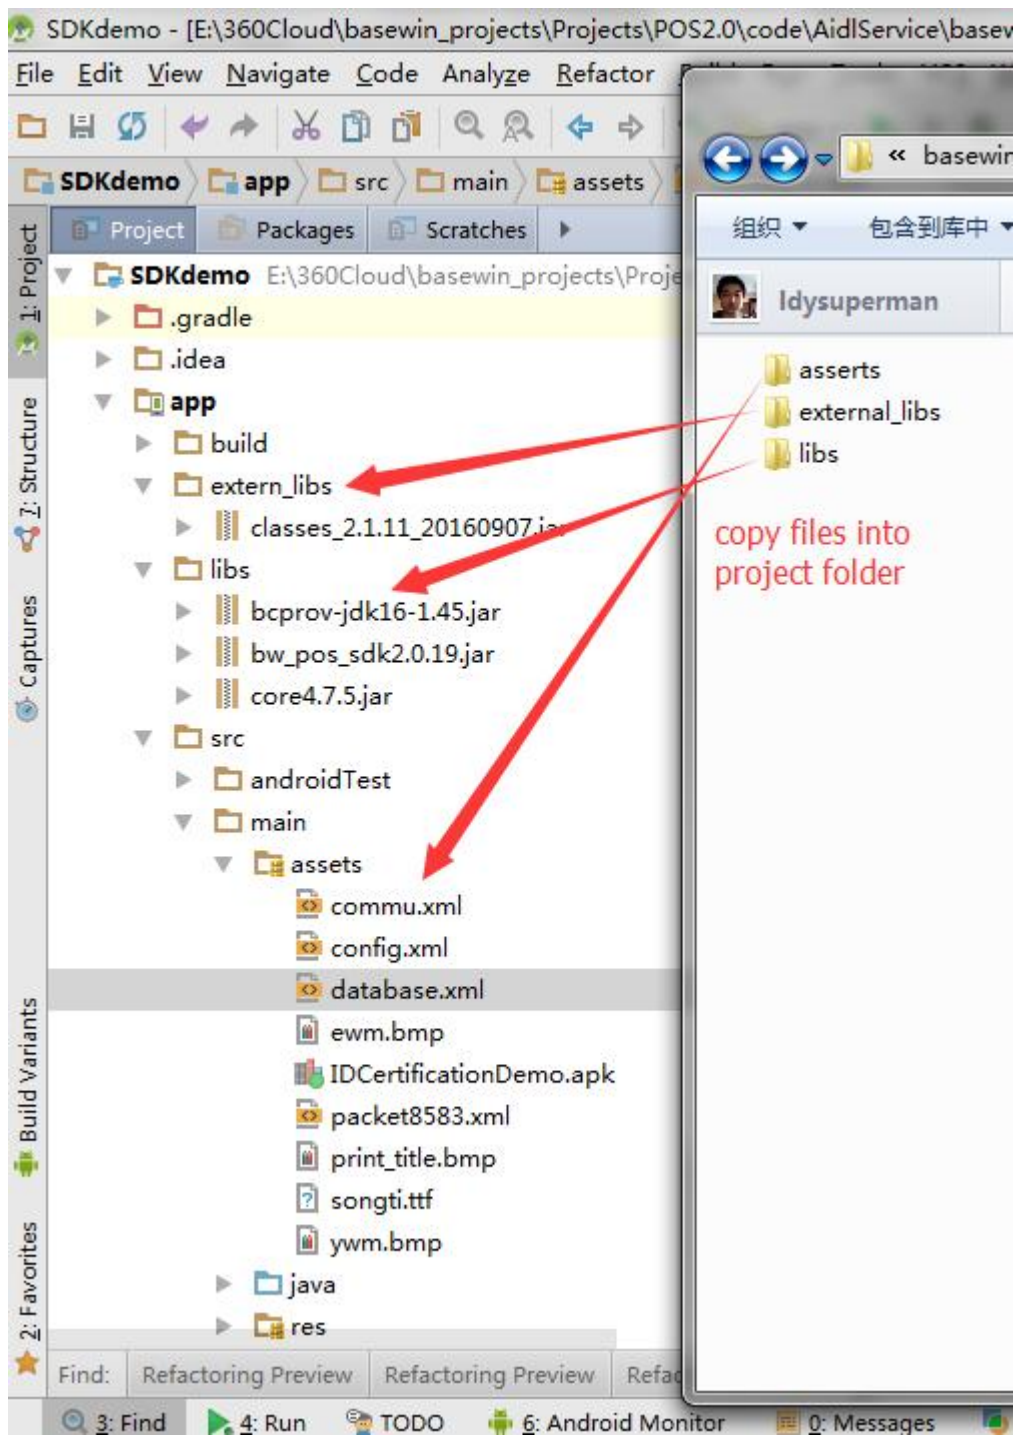 SDKdemo - [E:\360Cloud\basewin_projects\Projects\POS2.0\code\AidlService\basew
File Edit View Navigate Code Analyze Refactor
SDKdemo app src main assets
Project Packages Scratches
SDKdemo E:\360Cloud\basewin_projects\Proje
.gradle
.idea
app
build
extern_libs
classes_2.1.11_20160907.jar
libs
bcprov-jdk16-1.45.jar
bw_pos_sdk2.0.19.jar
core4.7.5.jar
src
androidTest
main
assets
commu.xml
config.xml
database.xml
ewm.bmp
IDCertificationDemo.apk
packet8583.xml
print_title.bmp
songti.ttf
ywm.bmp
java
res
1: Project
7: Structure
Captures
Build Variants
2: Favorites
Find: Refactoring Preview Refactoring Preview Refac
3: Find 4: Run TODO 6: Android Monitor 0: Messages
« basewin
组织 包含到库中
ldysuperman
asserts
external_libs
libs
copy files into
project folder